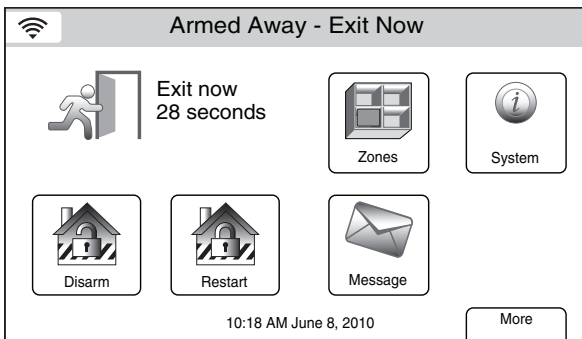 Armed Away - Exit Now
Exit now
28 seconds
Zones
System
Disarm
Restart
Message
10:18 AM June 8, 2010
More